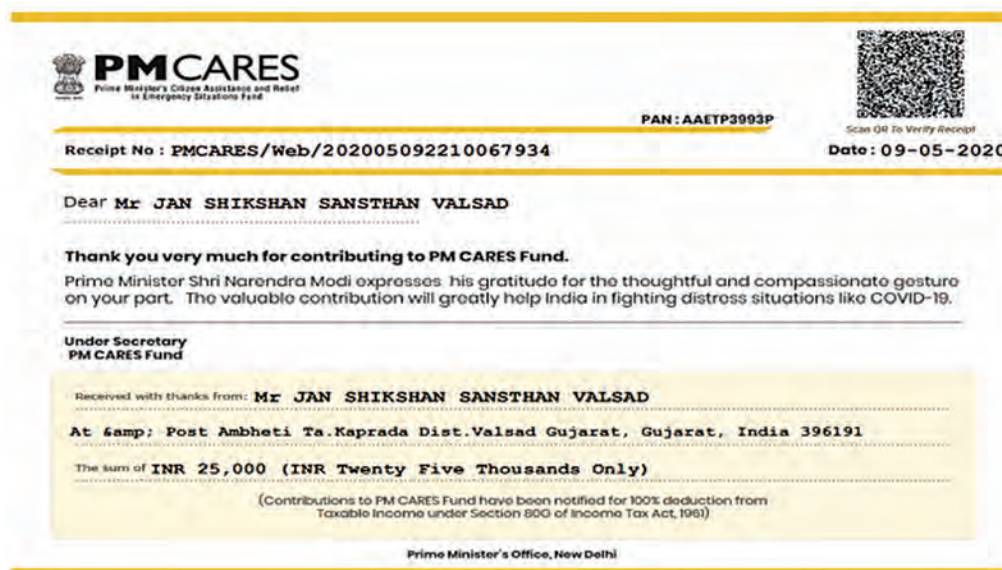 PM CARES
Prime Minister's Citizen Assistance and Relief
in Emergency Situations Fund
PAN : AAETP3993P
Scan QR To Verify Receipt
Receipt No : PMCARES/Web/202005092210067934
Date : 09-05-2020
Dear Mr JAN SHIKSHAN SANSTHAN VALSAD
Thank you very much for contributing to PM CARES Fund.
Prime Minister Shri Narendra Modi expresses his gratitude for the thoughtful and compassionate gesture
on your part. The valuable contribution will greatly help India in fighting distress situations like COVID-19.
Under Secretary
PM CARES Fund
Received with thanks from: Mr JAN SHIKSHAN SANSTHAN VALSAD
At &amp; Post Ambheti Ta.Kaprada Dist.Valsad Gujarat, Gujarat, India 396191
The sum of INR 25,000 (INR Twenty Five Thousands Only)
(Contributions to PM CARES Fund have been notified for 100% deduction from
Taxable Income under Section 80G of Income Tax Act, 1961)
Prime Minister's Office, New Delhi